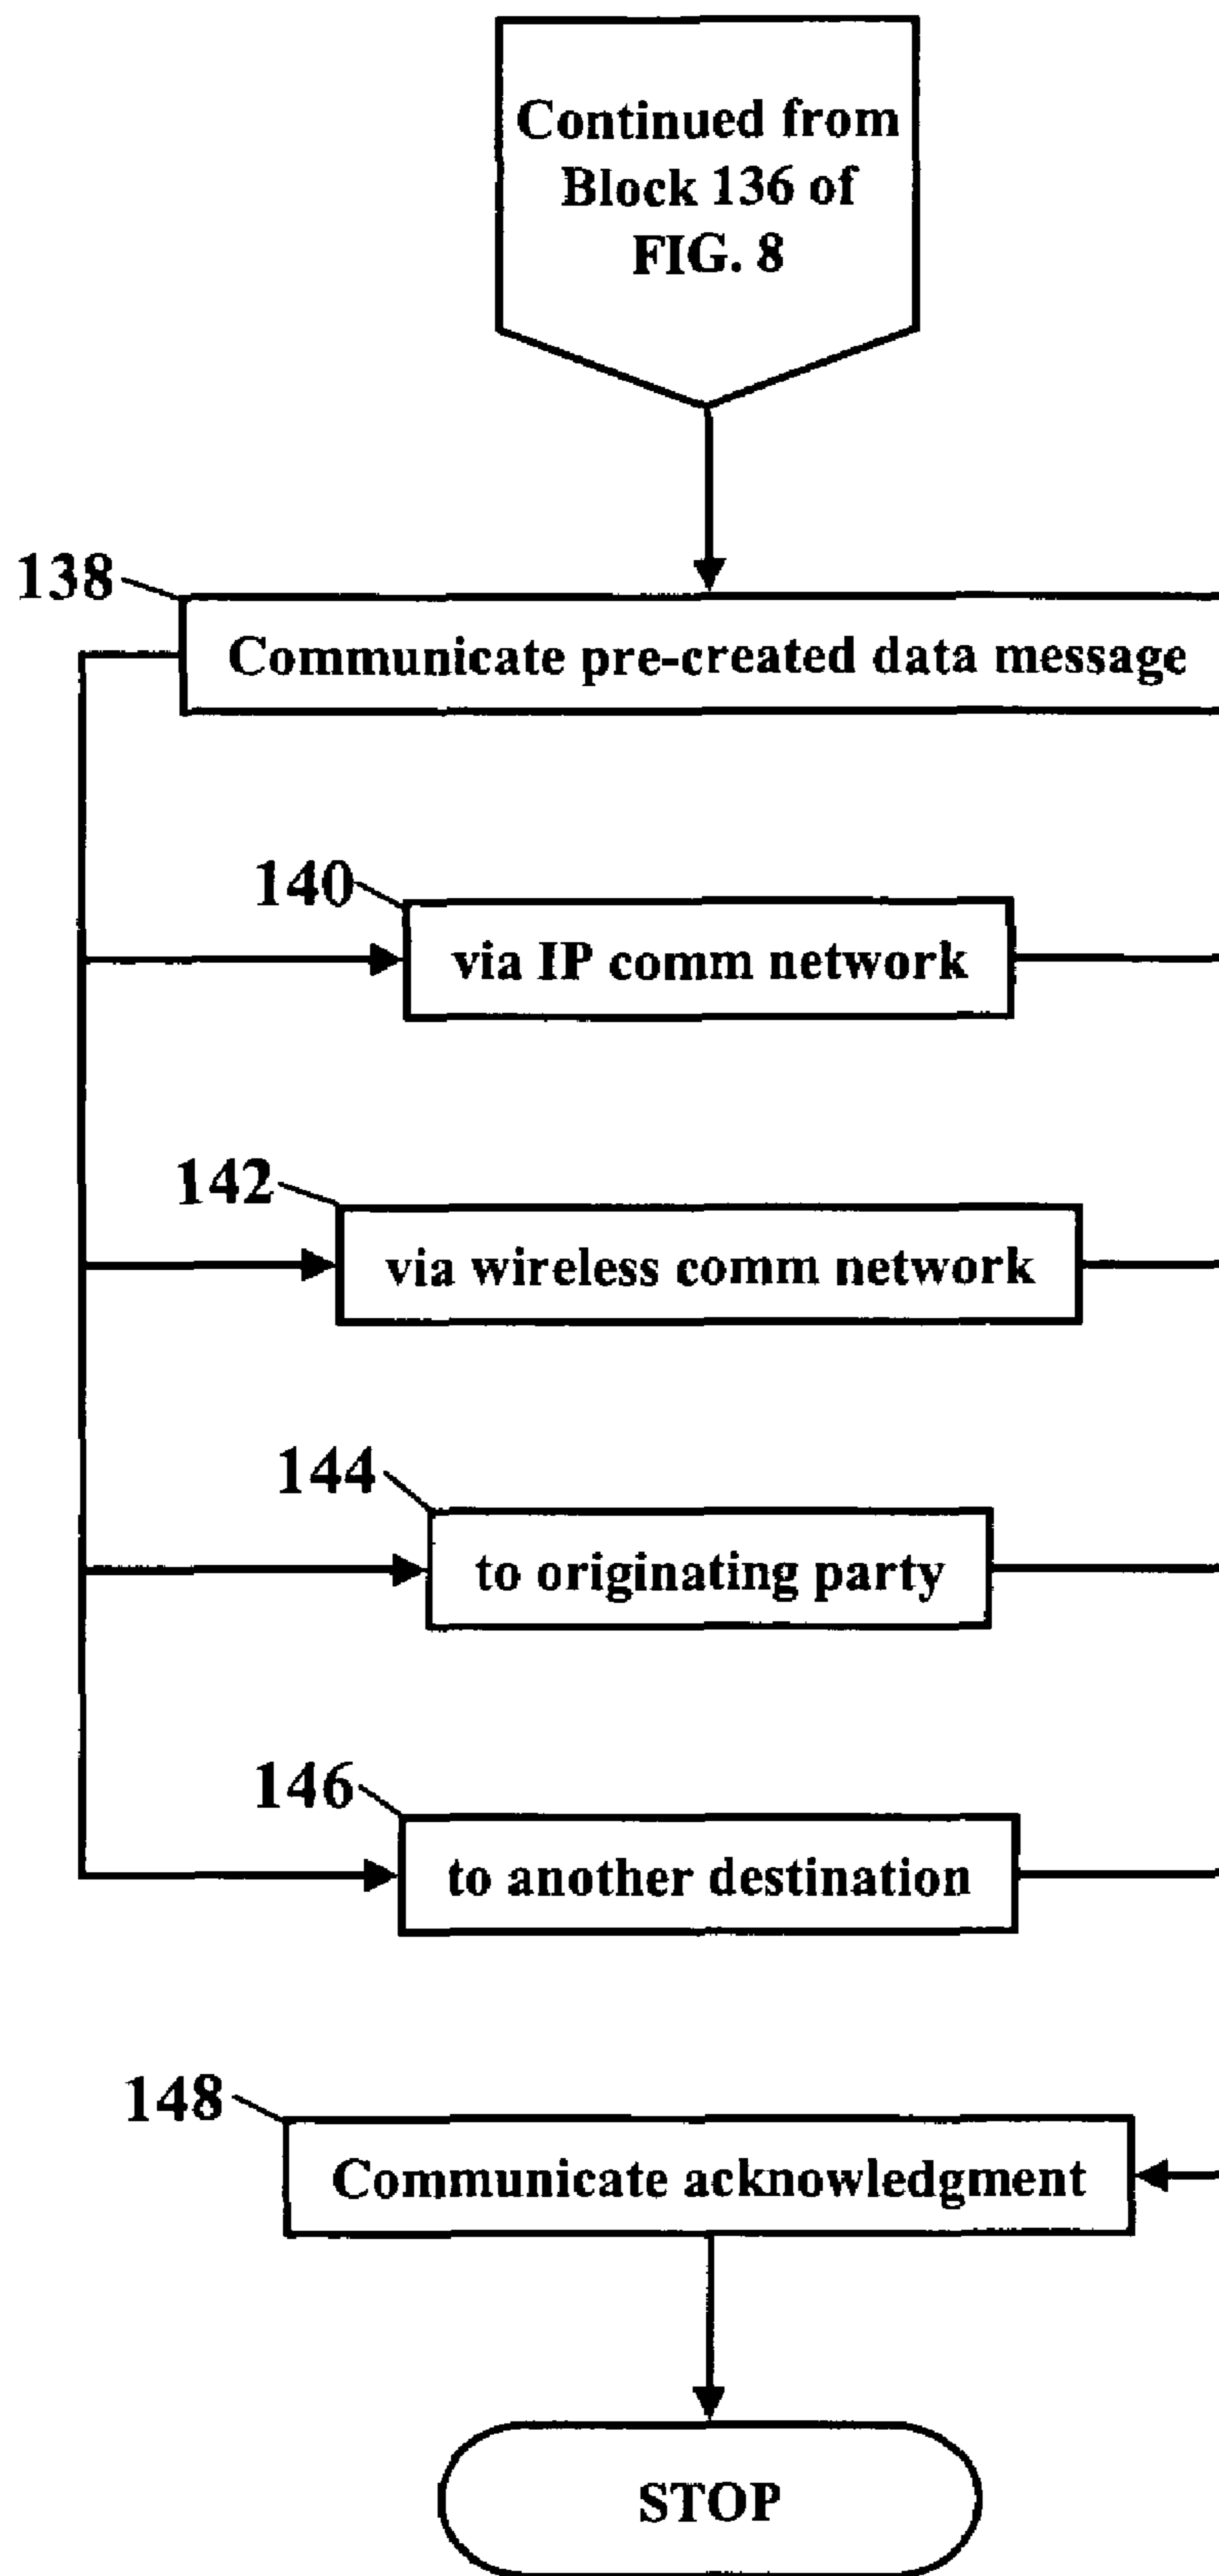 Continued from
Block 136 of
FIG. 8
138
Communicate pre-created data message
140
via IP comm network
142
via wireless comm network
144
to originating party
146
to another destination
148
Communicate acknowledgment
STOP